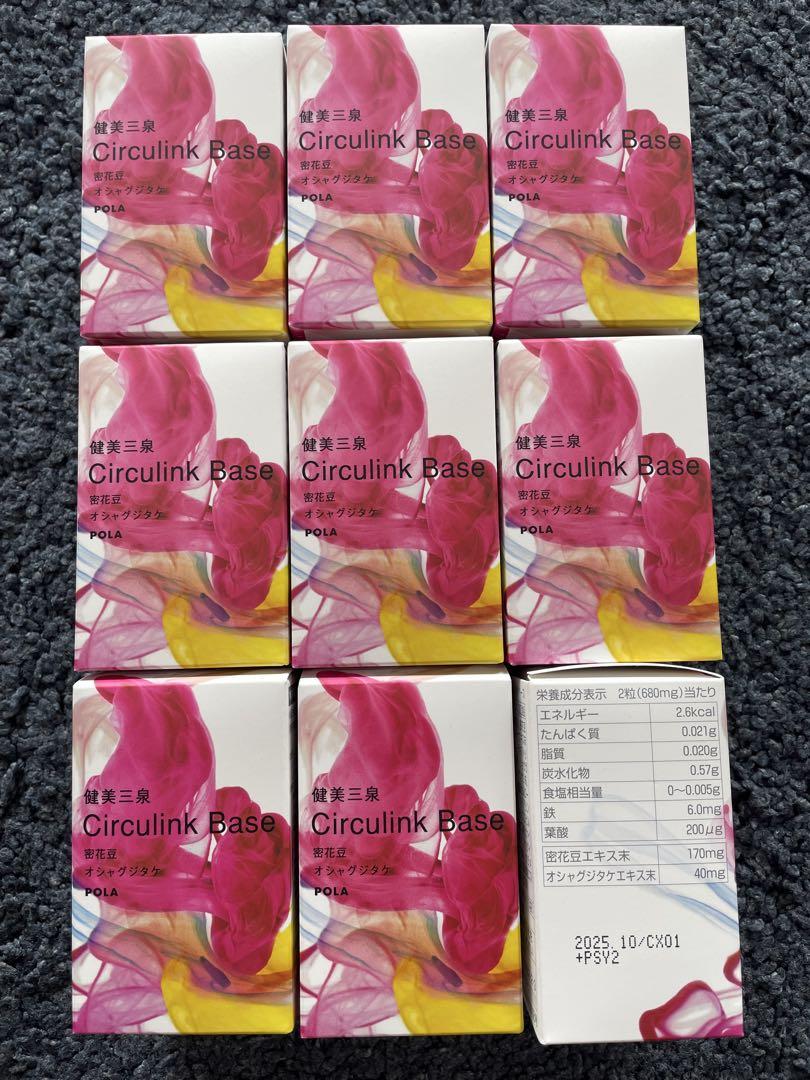 健美三泉
Circulink Base
密花豆
オシャグジタケ
POLA
健美三泉
Circulink Base
密花豆
オシャグジタケ
POLA
健美三泉
Circulink Base
密花豆
オシャグジタケ
POLA
健美三泉
Circulink Base
密花豆
オシャグジタケ
POLA
健美三泉
Circulink Base
密花豆
オシャグジタケ
POLA
健美三泉
Circulink Base
密花豆
オシャグジタケ
POLA
健美三泉
Circulink Base
密花豆
オシャグジタケ
POLA
健美三泉
Circulink Base
密花豆
オシャグジタケ
POLA
栄養成分表示 2粒(680mg)当たり
エネルギー 2.6kcal
たんぱく質 0.021g
脂質 0.020g
炭水化物 0.57g
食塩相当量 0〜0.005g
鉄 6.0mg
葉酸 200μg
密花豆エキス末 170mg
オシャグジタケエキス末 40mg
2025.10/CX01
+PSY2